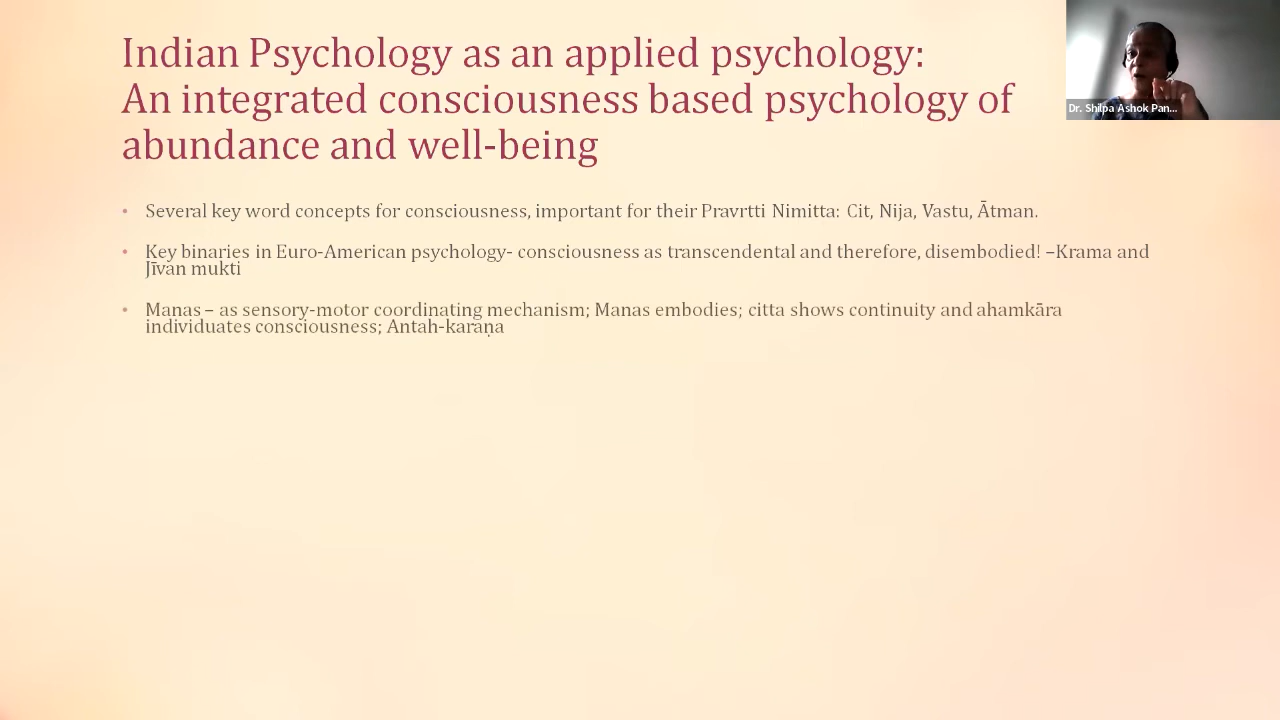 Indian Psychology as an applied psychology:
An integrated consciousness based psychology of
abundance and well-being
Dr. Shilpa Ashok Pan...
• Several key word concepts for consciousness, important for their Pravrtti Nimitta: Cit, Nija, Vastu, Ātman.
• Key binaries in Euro-American psychology- consciousness as transcendental and therefore, disembodied! –Krama and
Jīvan mukti
• Manas – as sensory-motor coordinating mechanism; Manas embodies; citta shows continuity and ahamkāra
individuates consciousness; Antah-karaṇa